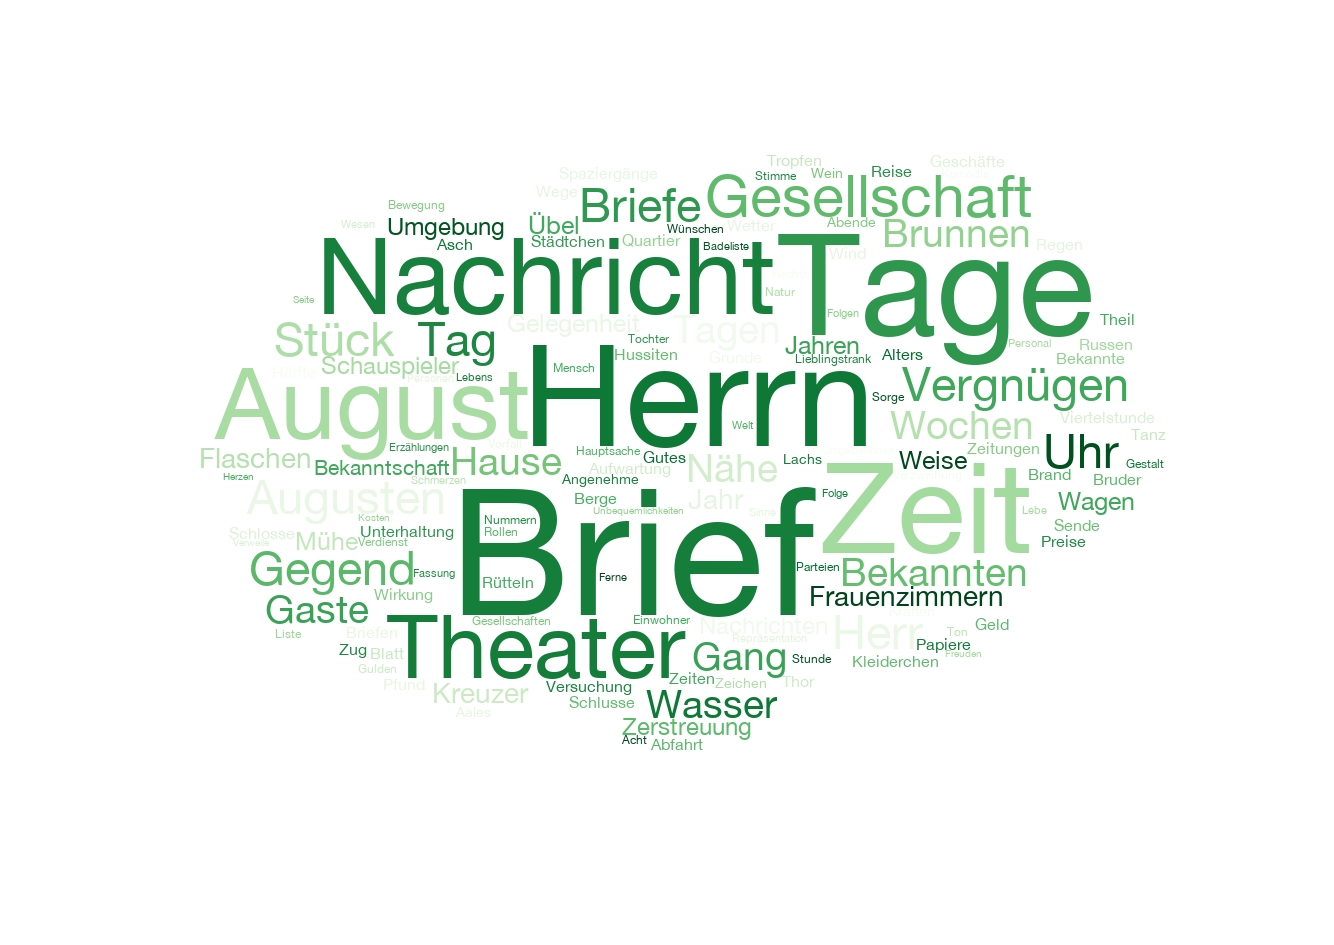 Tropfen
Geschäfte
Spaziergänge
Stimme
Wein
Reise
Wege
Briefe
Gesellschaft
Bewegung
Wesen
Umgebung
Übel
Wünschen
Wetter
Abende
Brunnen
Asch
Städtchen
Quartier
Badeliste
Wind
Regen
Nachricht
Tage
Seite
Natur
Folgen
Theil
Stück
Tag
Gelegenheit
Tagen
Tochter
Jahren
Personal
Russen
Hussiten
Grunde
Lieblingstrank
Alters
Bekannte
Schauspieler
Mensch
Personen
Lebens
August
Herrn
Sorge
Vergnügen
Welt
Wochen
Viertelstunde
Tanz
Erzählungen
Vorfall
Hauptsache
Zeitungen
Uhr
Flaschen
Bekanntschaft
Hause
Gutes
Nähe
Lachs
Weise
Gestalt
Herzen
Schmerzen
Angenehme
Aufwartung
Brand
Bruder
Augusten
Berge
Jahr
Folge
Zeit
Wagen
Kosten
Unbequemlichkeiten
Sinne
Lebe
Nummern
Schlosse
Unterhaltung
Rollen
Sende
Verweile
Mühe
Verdienst
Brief
Preise
Gegend
Fassung
Rütteln
Ferne
Parteien
Bekannten
Wirkung
Frauenzimmern
Gaste
Gesellschaften
Einwohner
Nachrichten
Herr
Geld
Liste
Briefen
Repräsentation
Ton
Zug
Blatt
Theater
Gang
Stunde
Papiere
Freuden
Gulden
Kleiderchen
Pfund
Kreuzer
Versuchung
Zeiten
Zeichen
Thor
Aales
Schlusse
Wasser
Zerstreuung
Acht
Abfahrt